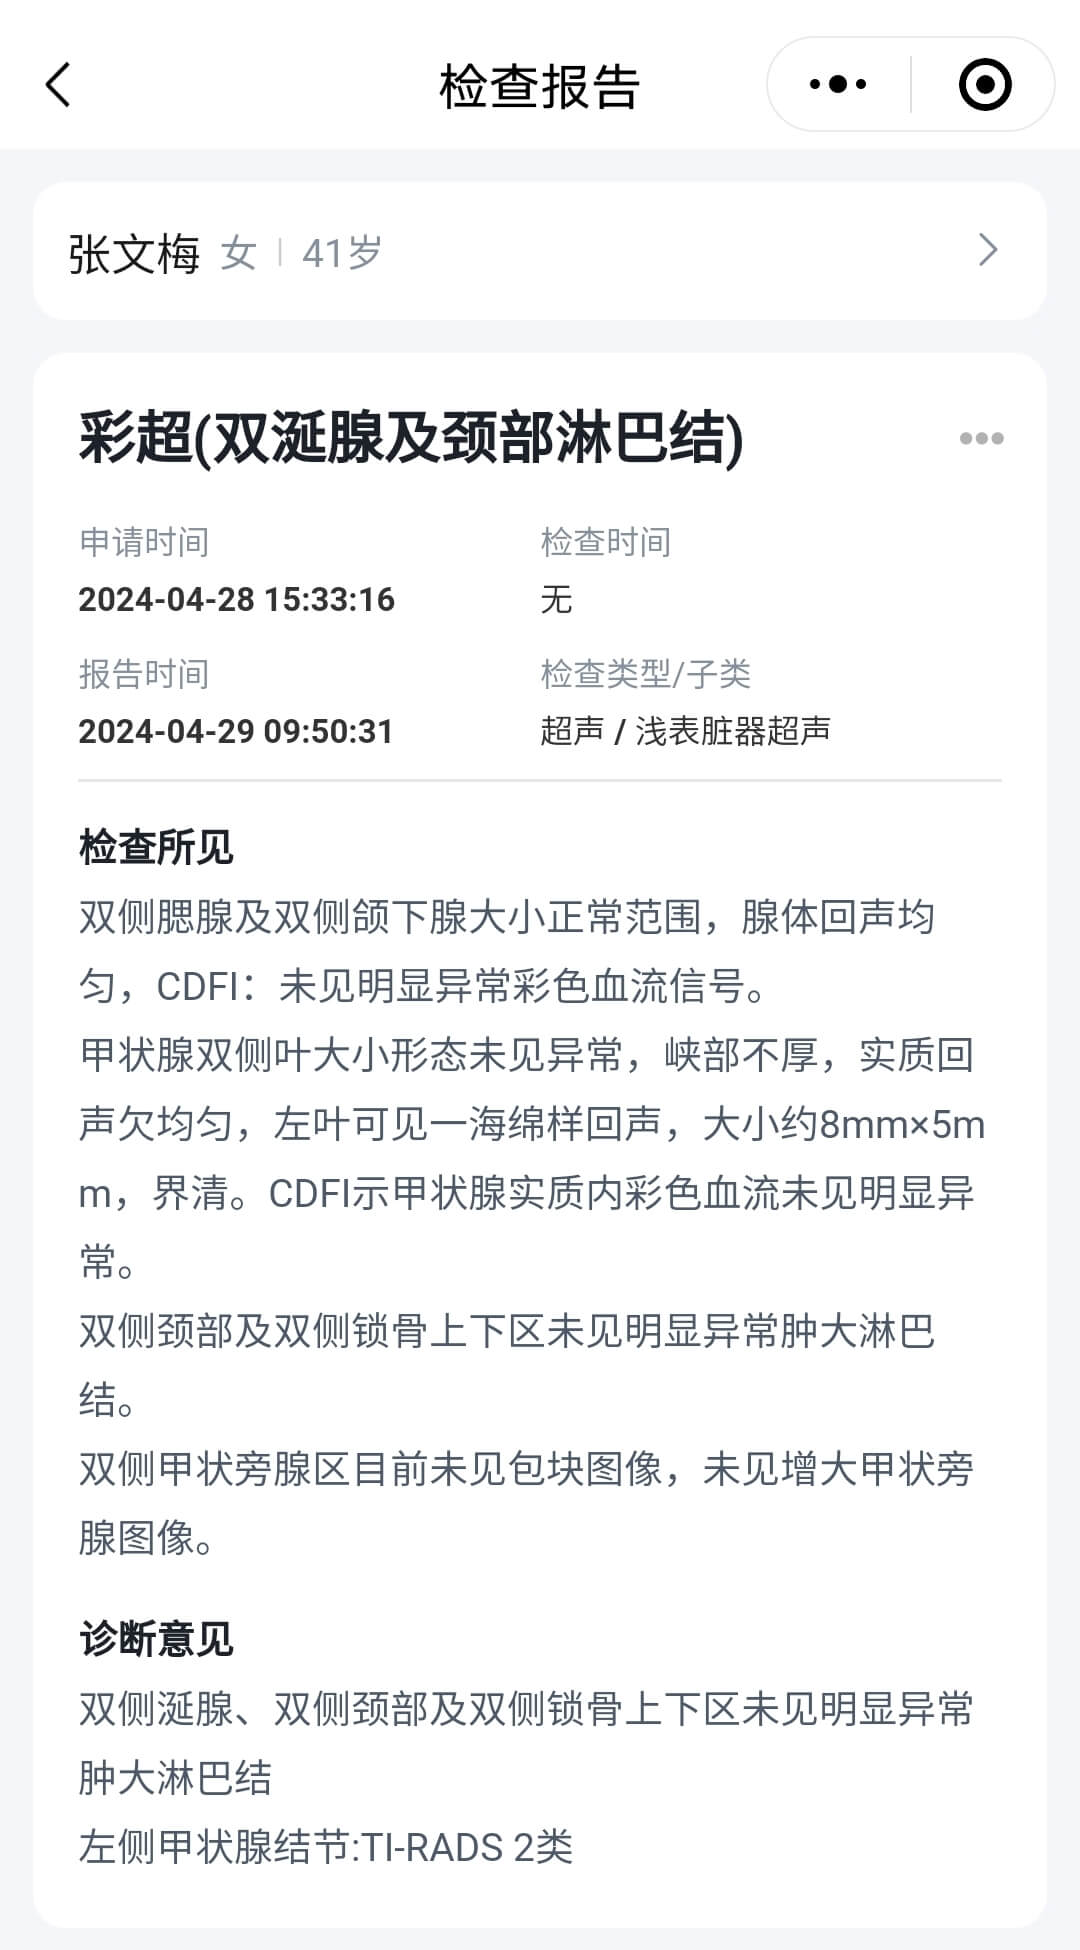 检查报告
张文梅 女 | 41岁
彩超(双涎腺及颈部淋巴结)
申请时间
检查时间
2024-04-28 15:33:16
无
报告时间
检查类型/子类
2024-04-29 09:50:31
超声 / 浅表脏器超声
检查所见
双侧腮腺及双侧颌下腺大小正常范围，腺体回声均
匀，CDFI：未见明显异常彩色血流信号。
甲状腺双侧叶大小形态未见异常，峡部不厚，实质回
声欠均匀，左叶可见一海绵样回声，大小约8mm×5m
m，界清。CDFI示甲状腺实质内彩色血流未见明显异
常。
双侧颈部及双侧锁骨上下区未见明显异常肿大淋巴
结。
双侧甲状旁腺区目前未见包块图像，未见增大甲状旁
腺图像。
诊断意见
双侧涎腺、双侧颈部及双侧锁骨上下区未见明显异常
肿大淋巴结
左侧甲状腺结节:TI-RADS 2类